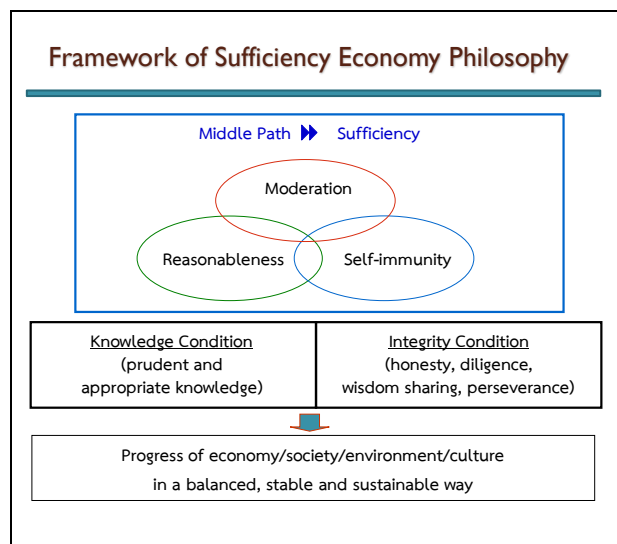 Framework of Sufficiency Economy Philosophy
Middle Path Sufficiency
Moderation
Reasonableness
Self-immunity
Knowledge Condition
(prudent and
appropriate knowledge)
Integrity Condition
(honesty, diligence,
wisdom sharing, perseverance)
Progress of economy/society/environment/culture
in a balanced, stable and sustainable way